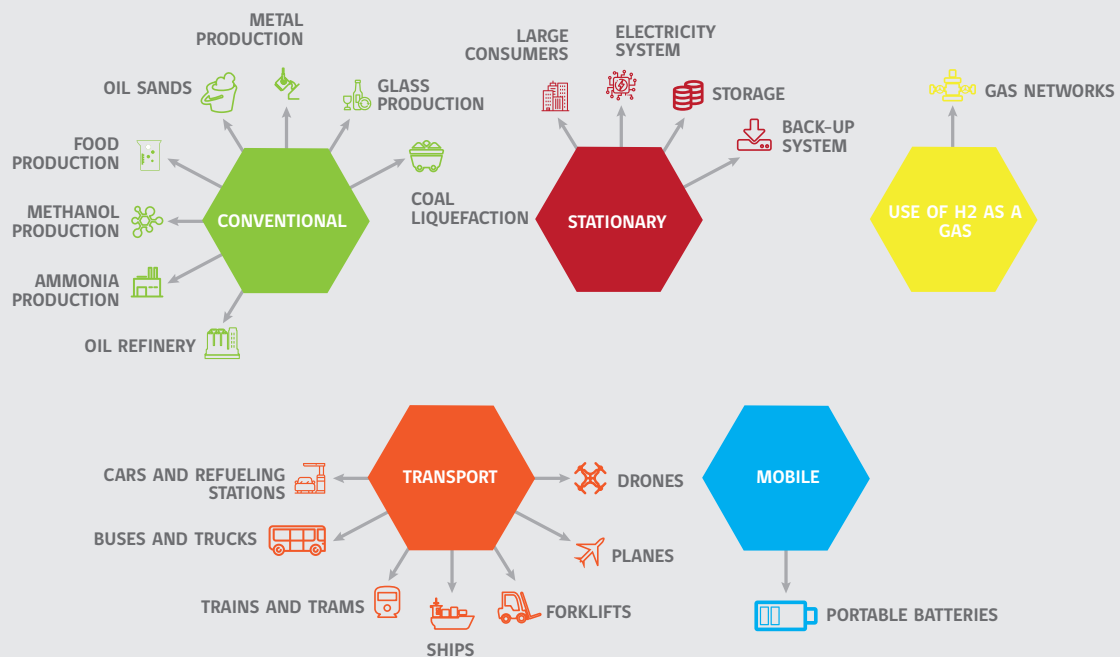 METAL
PRODUCTION
OIL SANDS
GLASS
PRODUCTION
FOOD
PRODUCTION
METHANOL
PRODUCTION
AMMONIA
PRODUCTION
OIL REFINERY
COAL
LIQUEFACTION
CONVENTIONAL
LARGE
CONSUMERS
ELECTRICITY
SYSTEM
STORAGE
BACK-UP
SYSTEM
STATIONARY
GAS NETWORKS
USE OF H2 AS A
GAS
CARS AND REFUELING
STATIONS
BUSES AND TRUCKS
TRAINS AND TRAMS
SHIPS
FORKLIFTS
PLANES
DRONES
TRANSPORT
MOBILE
PORTABLE BATTERIES